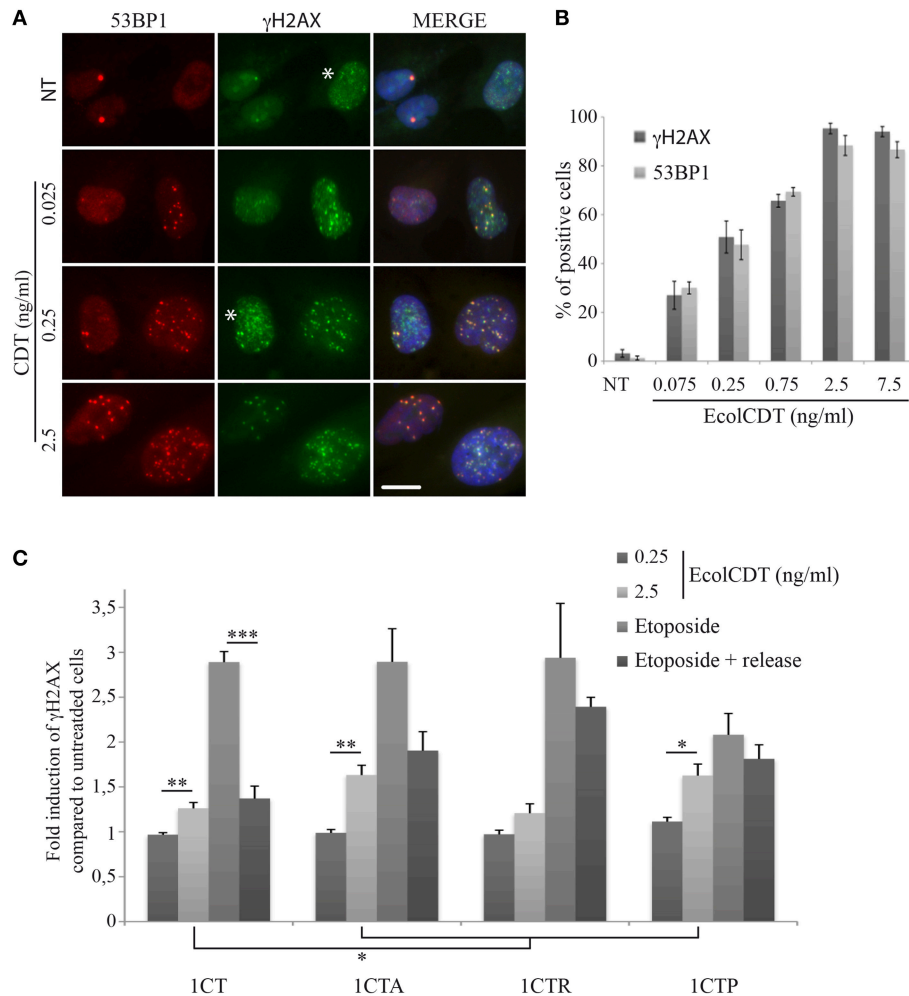 A
53BP1 γH2AX MERGE
NT
*
CDT (ng/ml)
0.025
0.25
*
2.5
B
100
80
60
40
20
0
% of positive cells
γH2AX
53BP1
NT 0.075 0.25 0.75 2.5 7.5
EcolCDT (ng/ml)
C
0.25
2.5
EcolCDT (ng/ml)
Etoposide
Etoposide + release
3,5
3
2,5
2
1,5
1
0,5
0
Fold induction of γH2AX
compared to untreatded cells
** *** ** *
*
1CT 1CTA 1CTR 1CTP